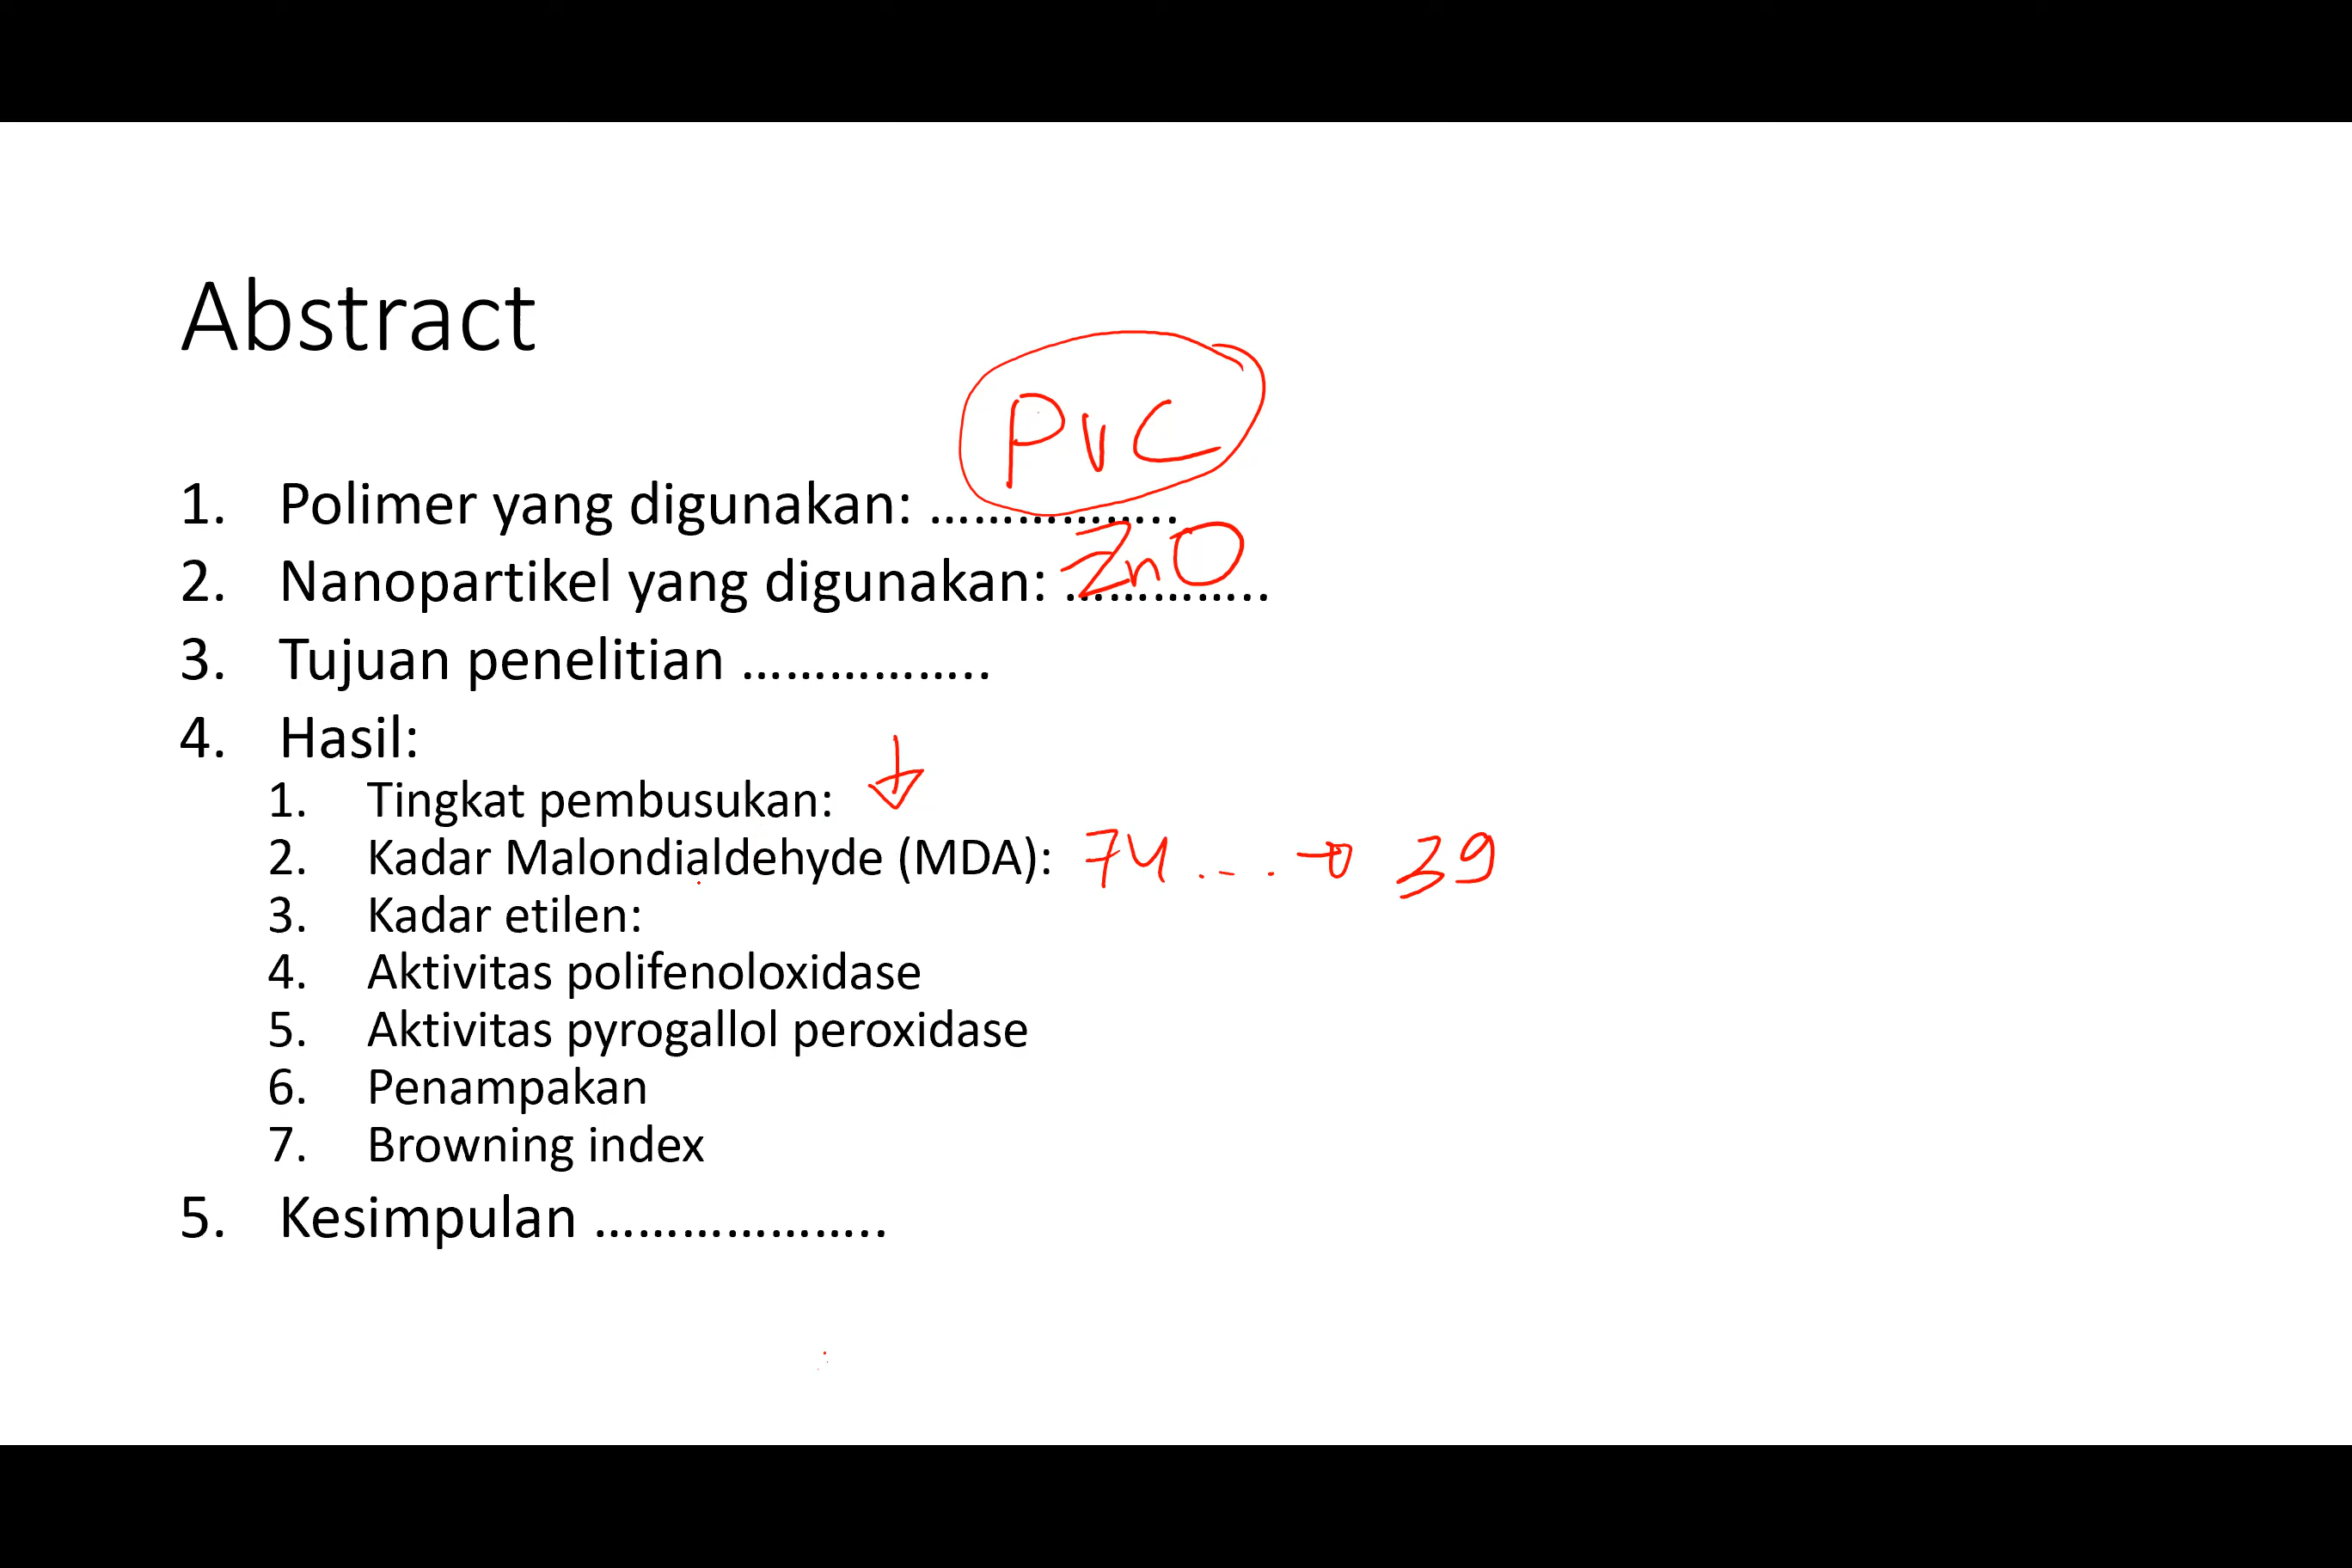 Abstract
PVC
1. Polimer yang digunakan: ……………..
2. Nanopartikel yang digunakan: ………….. ZnO
3. Tujuan penelitian ……………..
4. Hasil:
1. Tingkat pembusukan: ↓
2. Kadar Malondialdehyde (MDA): 74 .... → 39
3. Kadar etilen:
4. Aktivitas polifenoloxidase
5. Aktivitas pyrogallol peroxidase
6. Penampakan
7. Browning index
5. Kesimpulan ………………..